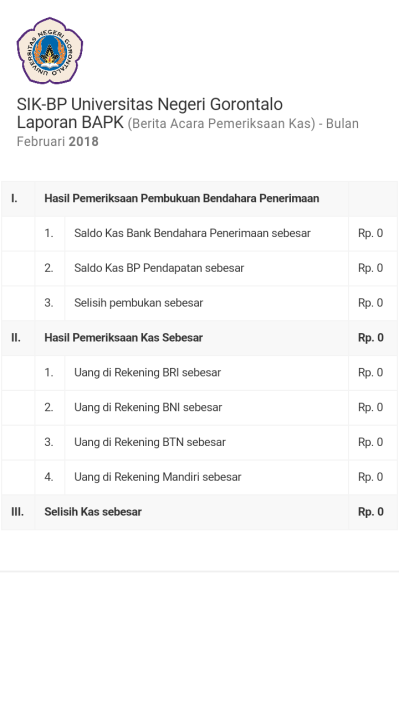 UNIVERSITAS NEGERI GORONTALO
SIK-BP Universitas Negeri Gorontalo
Laporan BAPK (Berita Acara Pemeriksaan Kas) - Bulan
Februari 2018
I. Hasil Pemeriksaan Pembukuan Bendahara Penerimaan
1. Saldo Kas Bank Bendahara Penerimaan sebesar Rp. 0
2. Saldo Kas BP Pendapatan sebesar Rp. 0
3. Selisih pembukan sebesar Rp. 0
II. Hasil Pemeriksaan Kas Sebesar Rp. 0
1. Uang di Rekening BRI sebesar Rp. 0
2. Uang di Rekening BNI sebesar Rp. 0
3. Uang di Rekening BTN sebesar Rp. 0
4. Uang di Rekening Mandiri sebesar Rp. 0
III. Selisih Kas sebesar Rp. 0